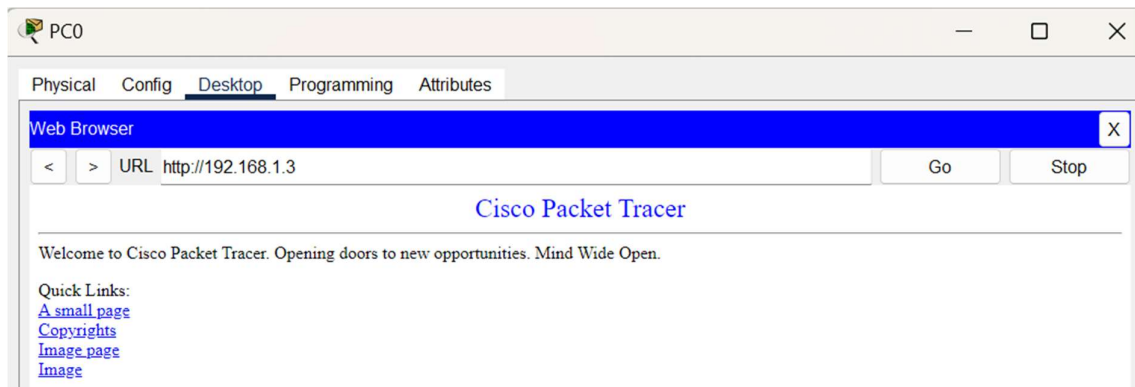 PC0
Physical Config Desktop Programming Attributes
Web Browser X
< > URL http://192.168.1.3 Go Stop
Cisco Packet Tracer
Welcome to Cisco Packet Tracer. Opening doors to new opportunities. Mind Wide Open.
Quick Links:
A small page
Copyrights
Image page
Image